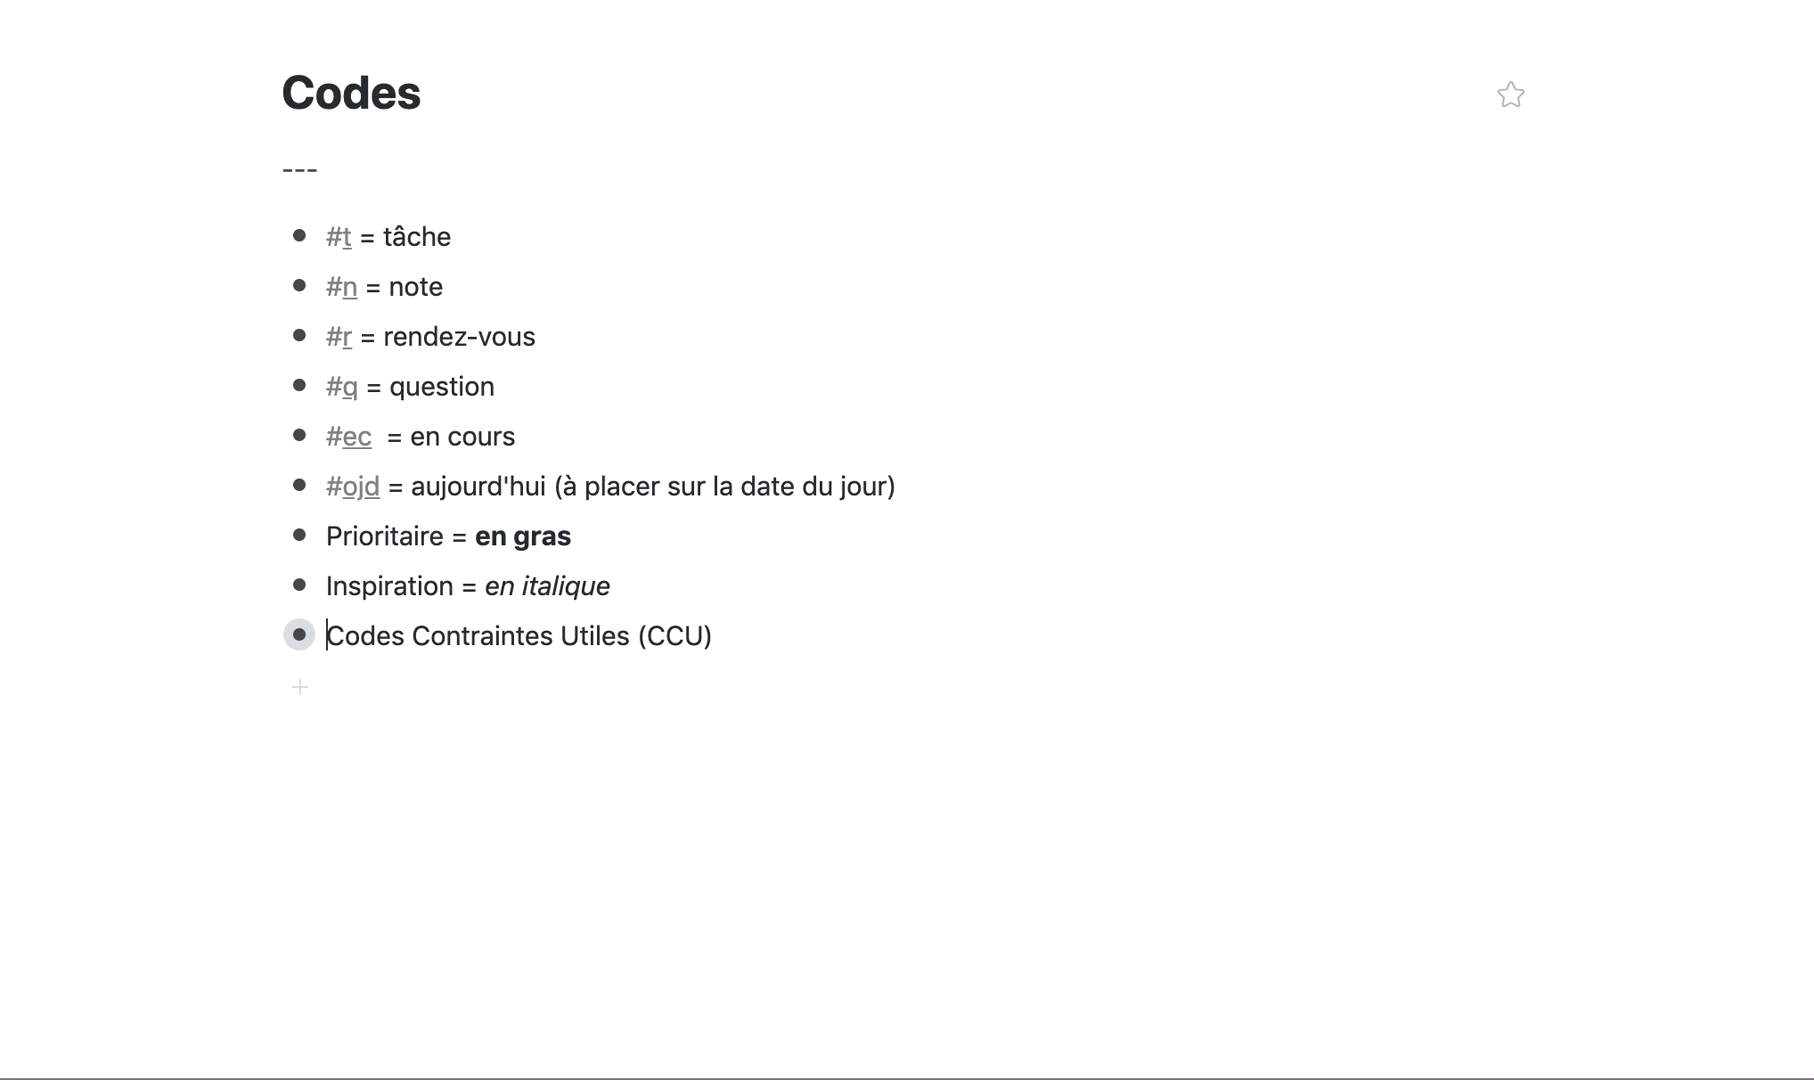 Codes
---
#t = tâche
#n = note
#r = rendez-vous
#q = question
#ec  = en cours
#ojd = aujourd'hui (à placer sur la date du jour)
Prioritaire = en gras
Inspiration = en italique
Codes Contraintes Utiles (CCU)